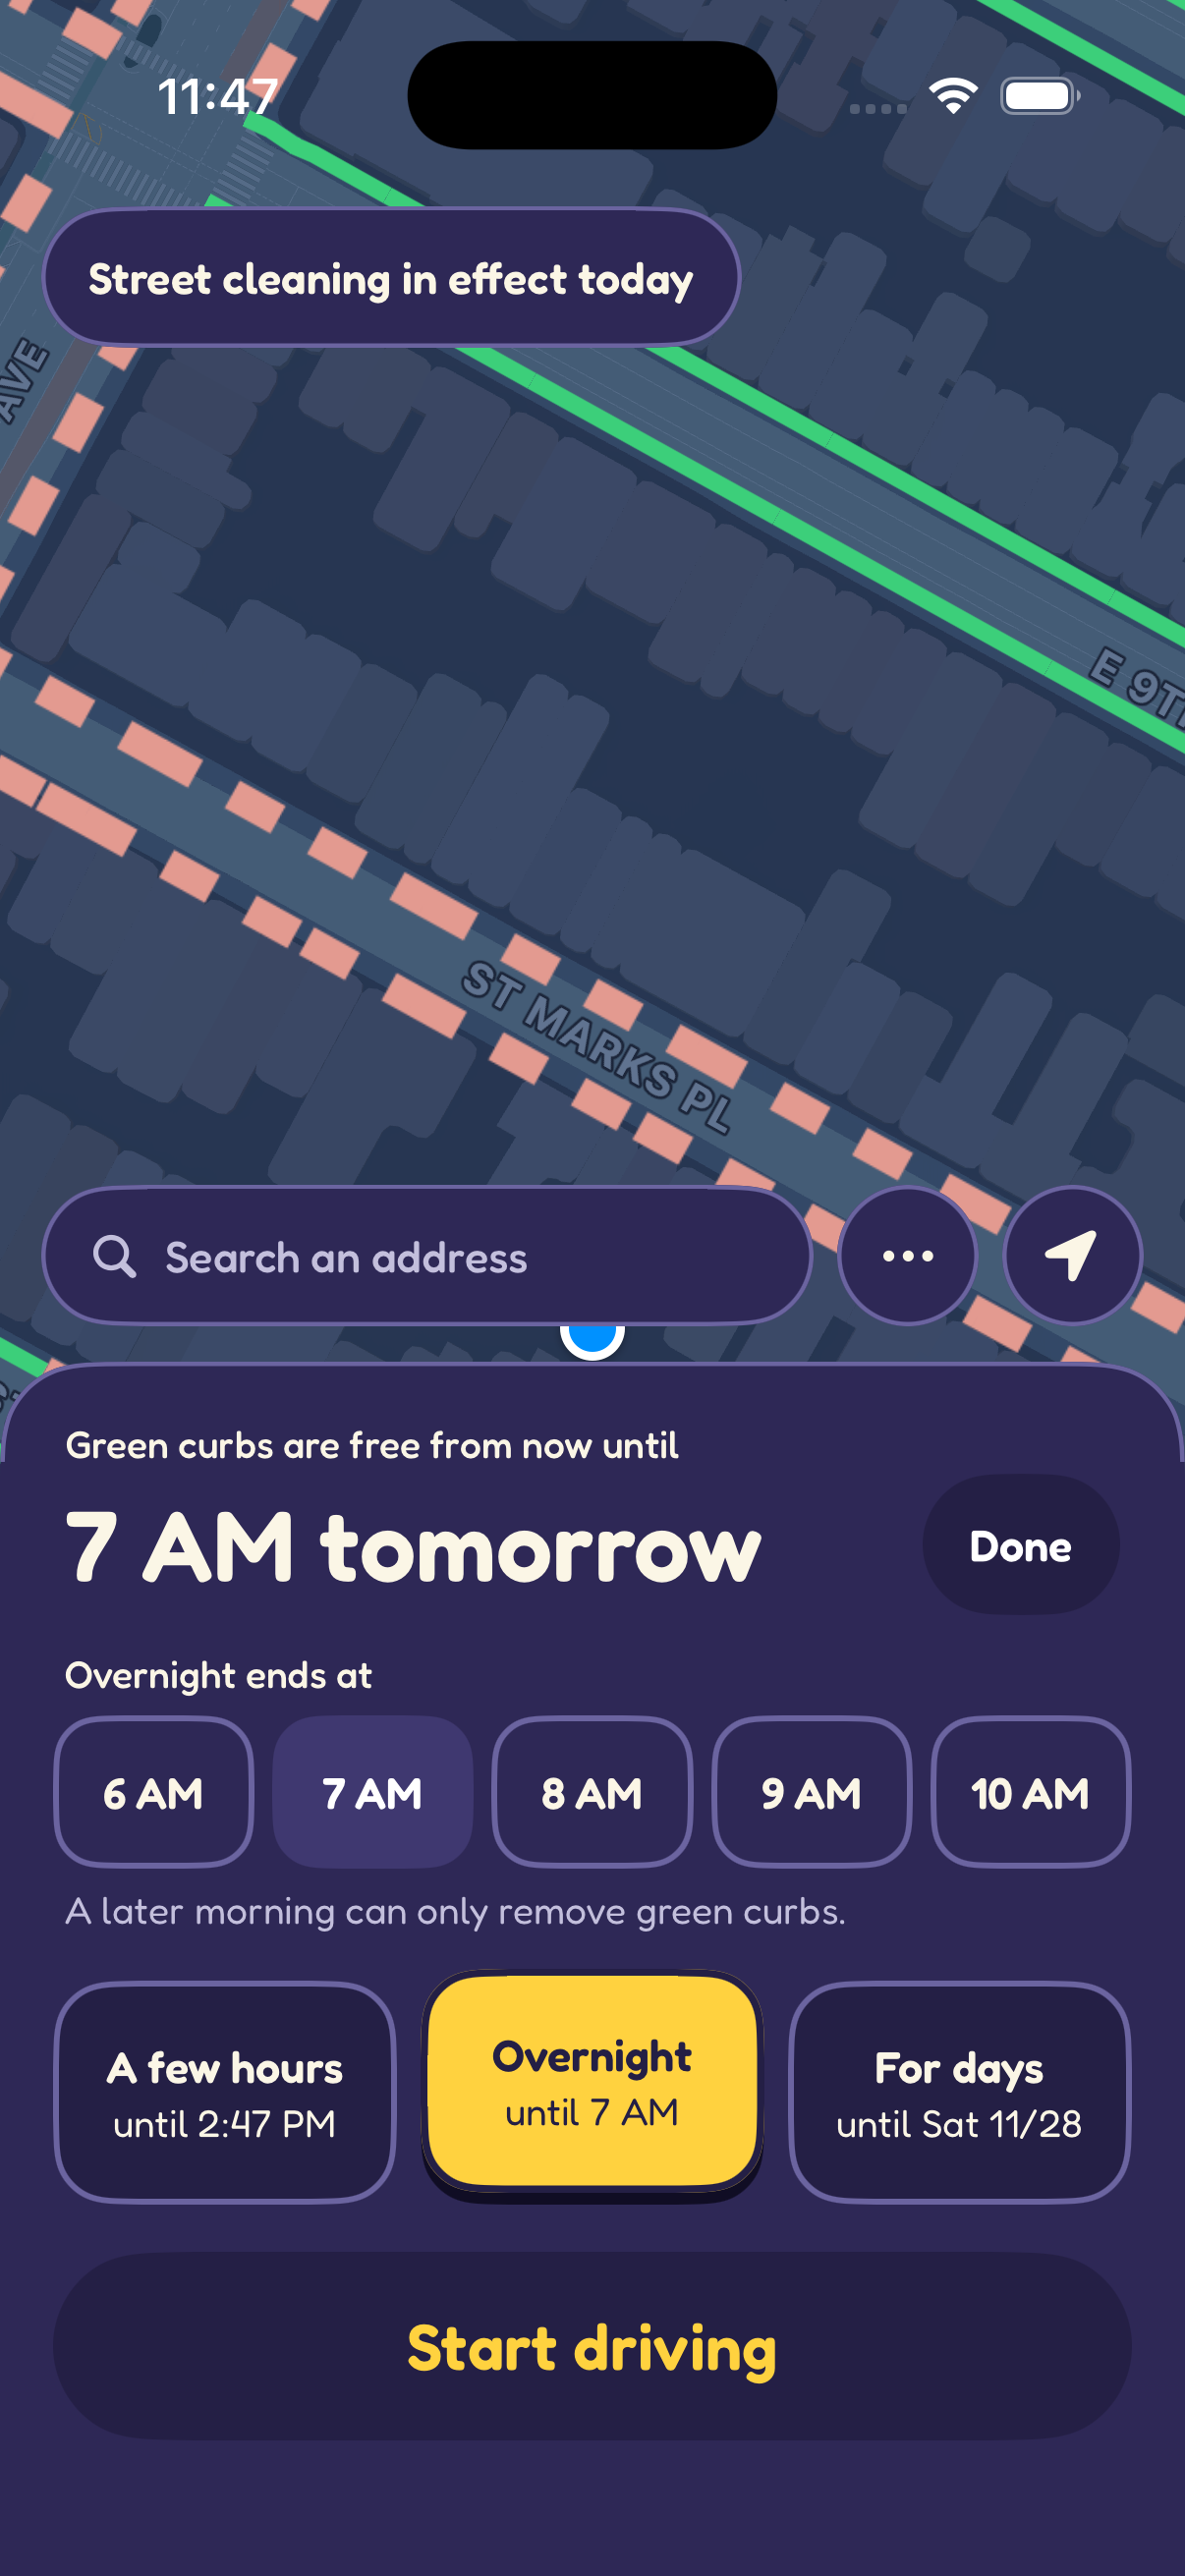 11:47
Street cleaning in effect today
AVE
E 9TH
ST MARKS PL
Search an address
Green curbs are free from now until
7 AM tomorrow
Done
Overnight ends at
6 AM
7 AM
8 AM
9 AM
10 AM
A later morning can only remove green curbs.
A few hours
until 2:47 PM
Overnight
until 7 AM
For days
until Sat 11/28
Start driving